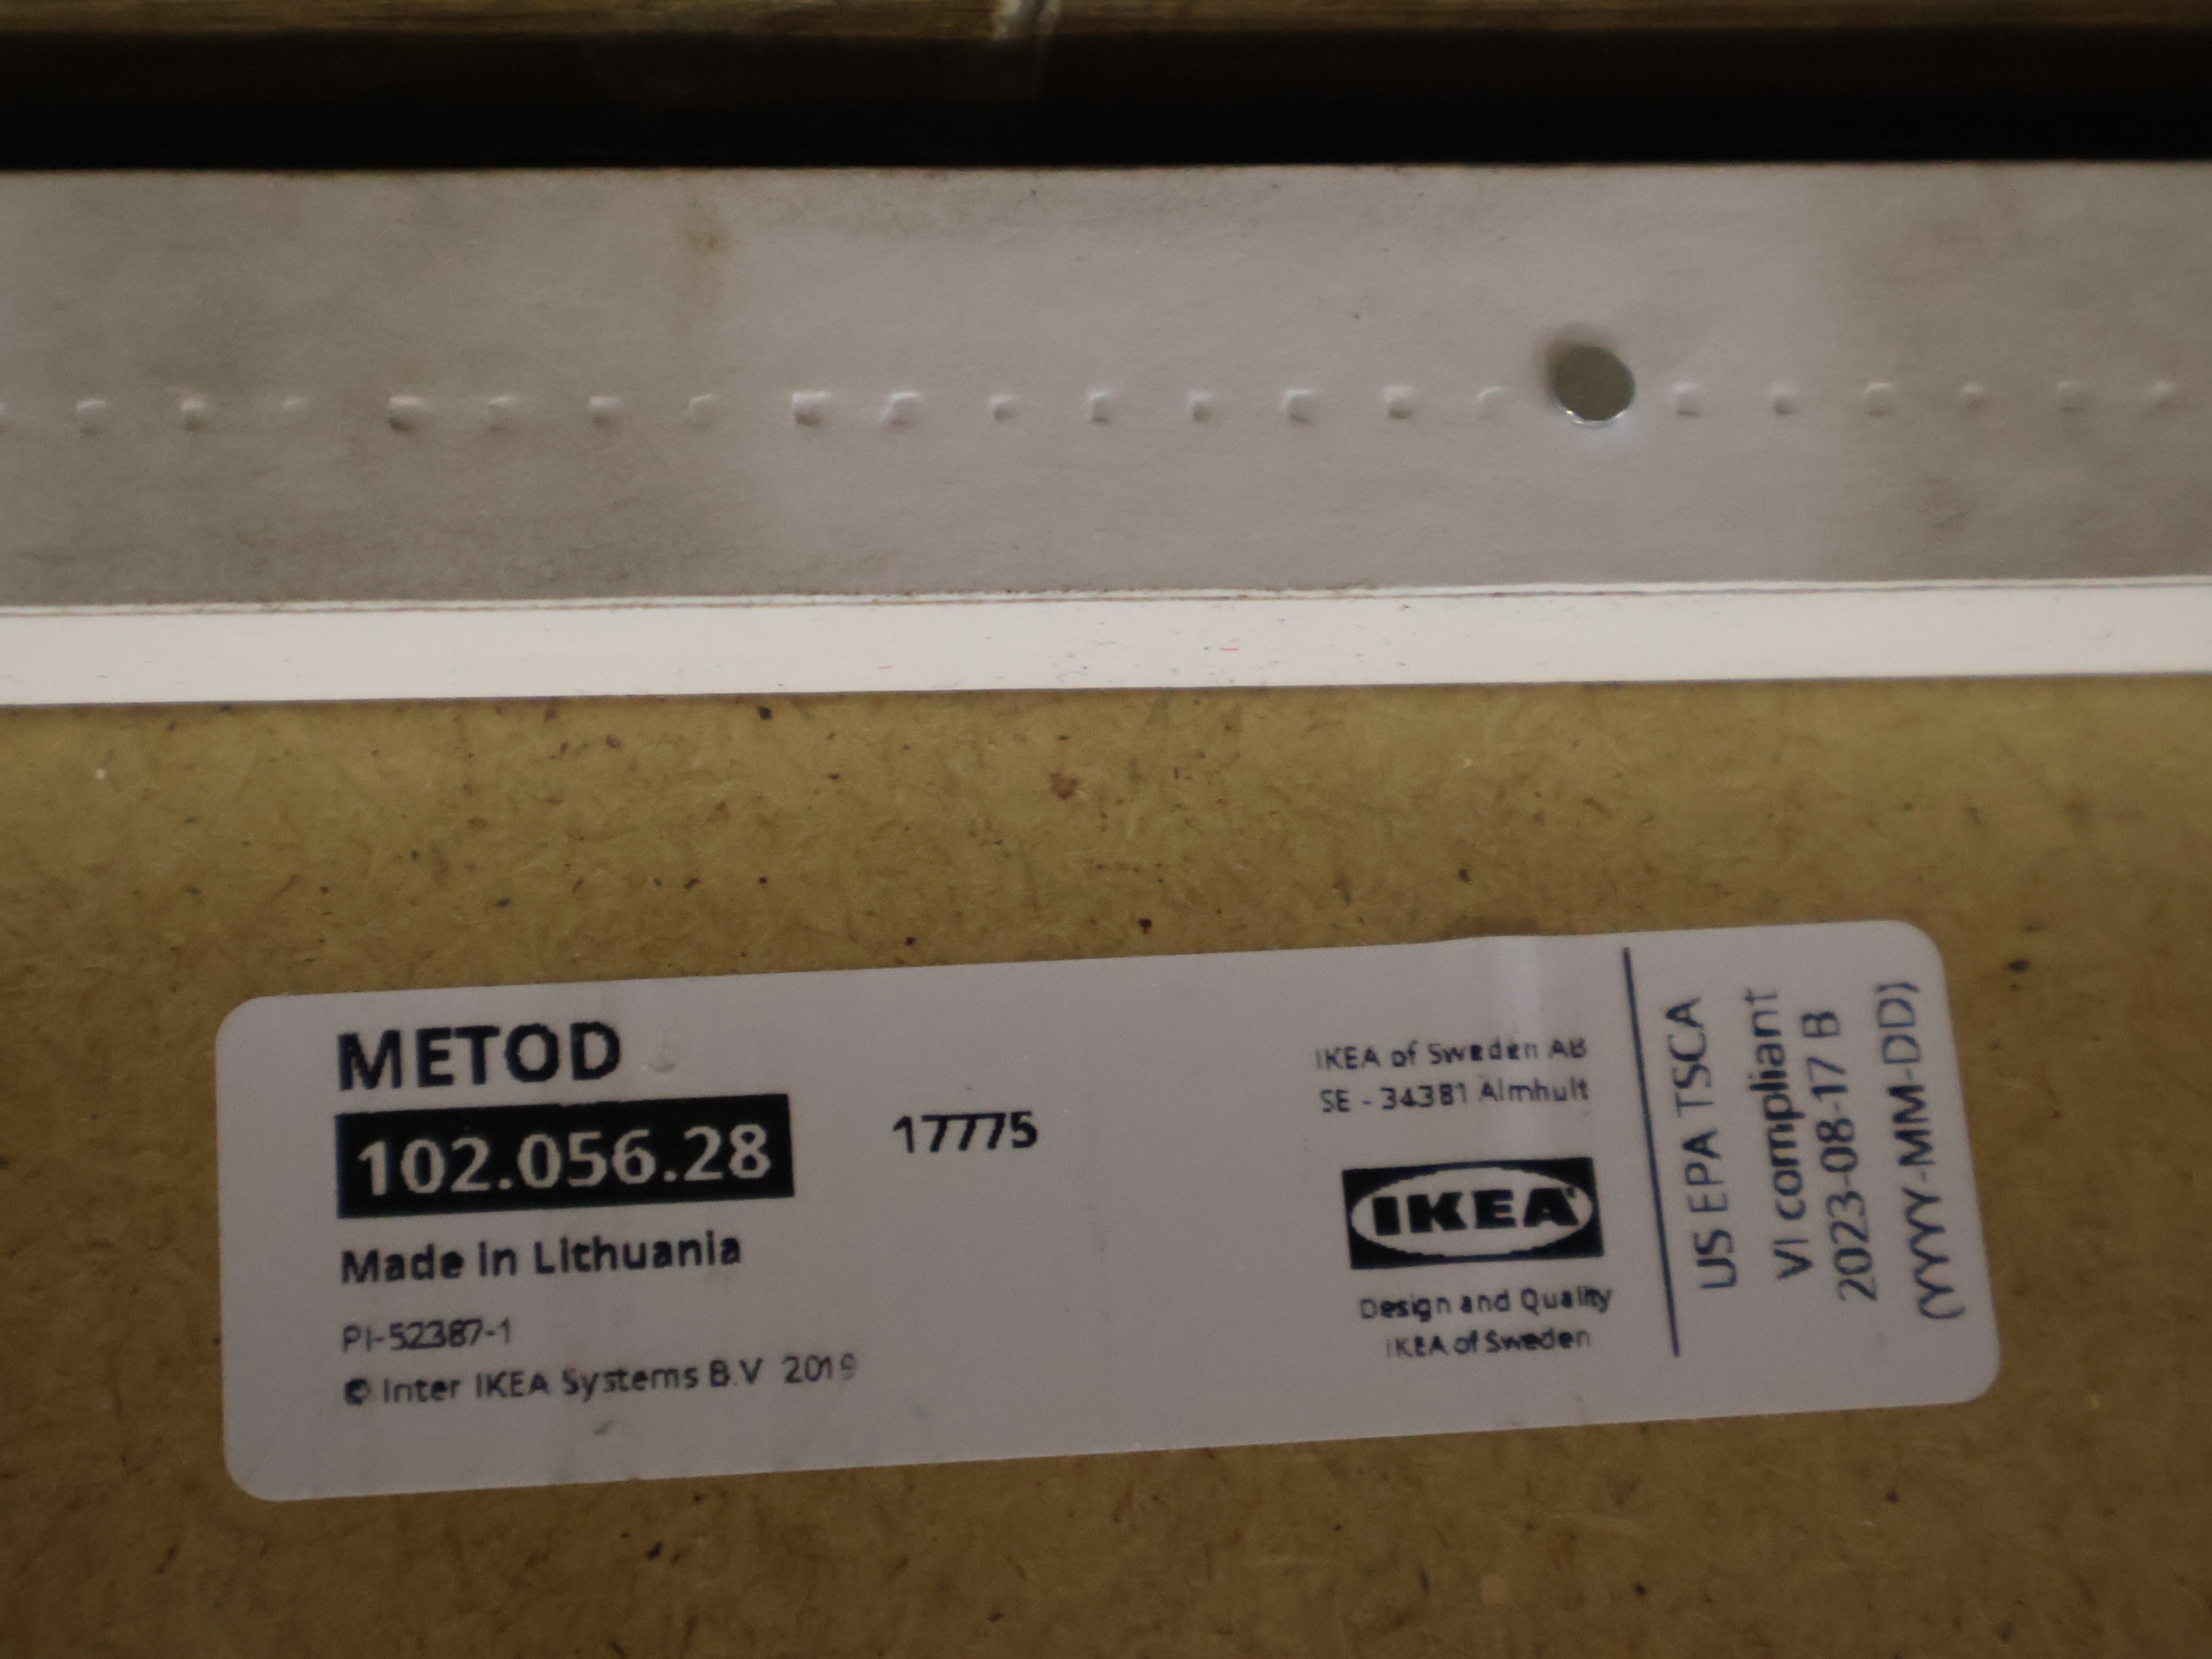 METOD
102.056.28
17775
Made in Lithuania
PI-52387-1
© Inter IKEA Systems B.V 2019
IKEA of Sweden AB
SE - 34381 Almhult
IKEA
Design and Quality
IKEA of Sweden
US EPA TSCA
VI compliant
2023-08-17 B
(YYYY-MM-DD)